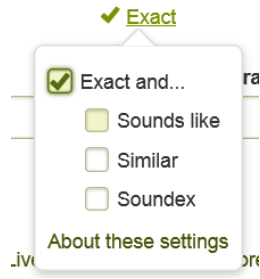 Exact
Exact and...
Sounds like
Similar
Soundex
About these settings